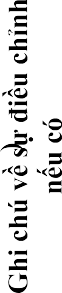 Ghi chú về sự điều chỉnh
nếu có